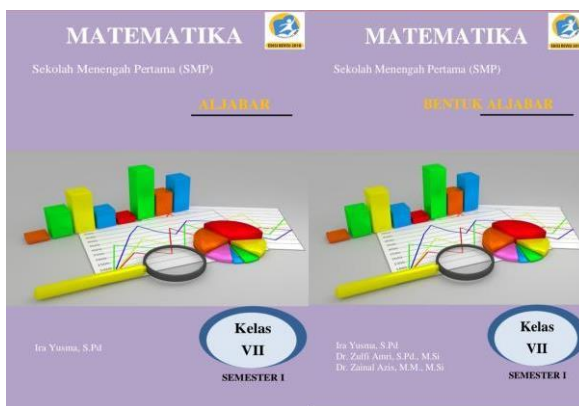 MATEMATIKA
Sekolah Menengah Pertama (SMP)
ALJABAR
Ira Yusma, S.Pd
Kelas
VII
SEMESTER I
MATEMATIKA
Sekolah Menengah Pertama (SMP)
BENTUK ALJABAR
Ira Yusma, S.Pd
Dr. Zulfi Amri, S.Pd., M.Si
Dr. Zainal Azis, M.M., M.Si
Kelas
VII
SEMESTER I